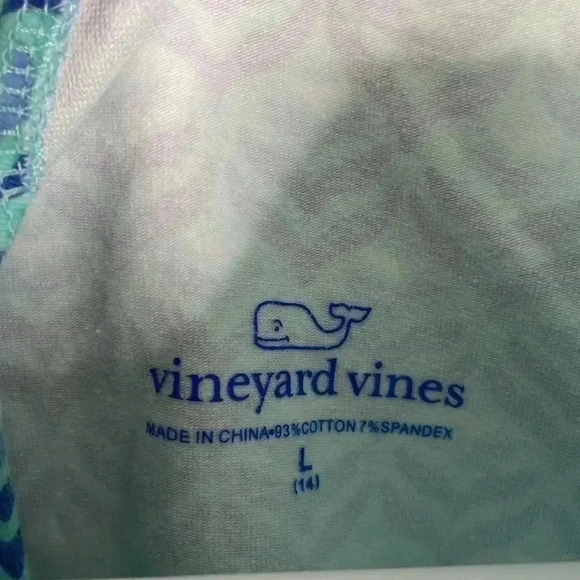 vineyard vines
MADE IN CHINA•93%COTTON 7%SPANDEX
L
(14)